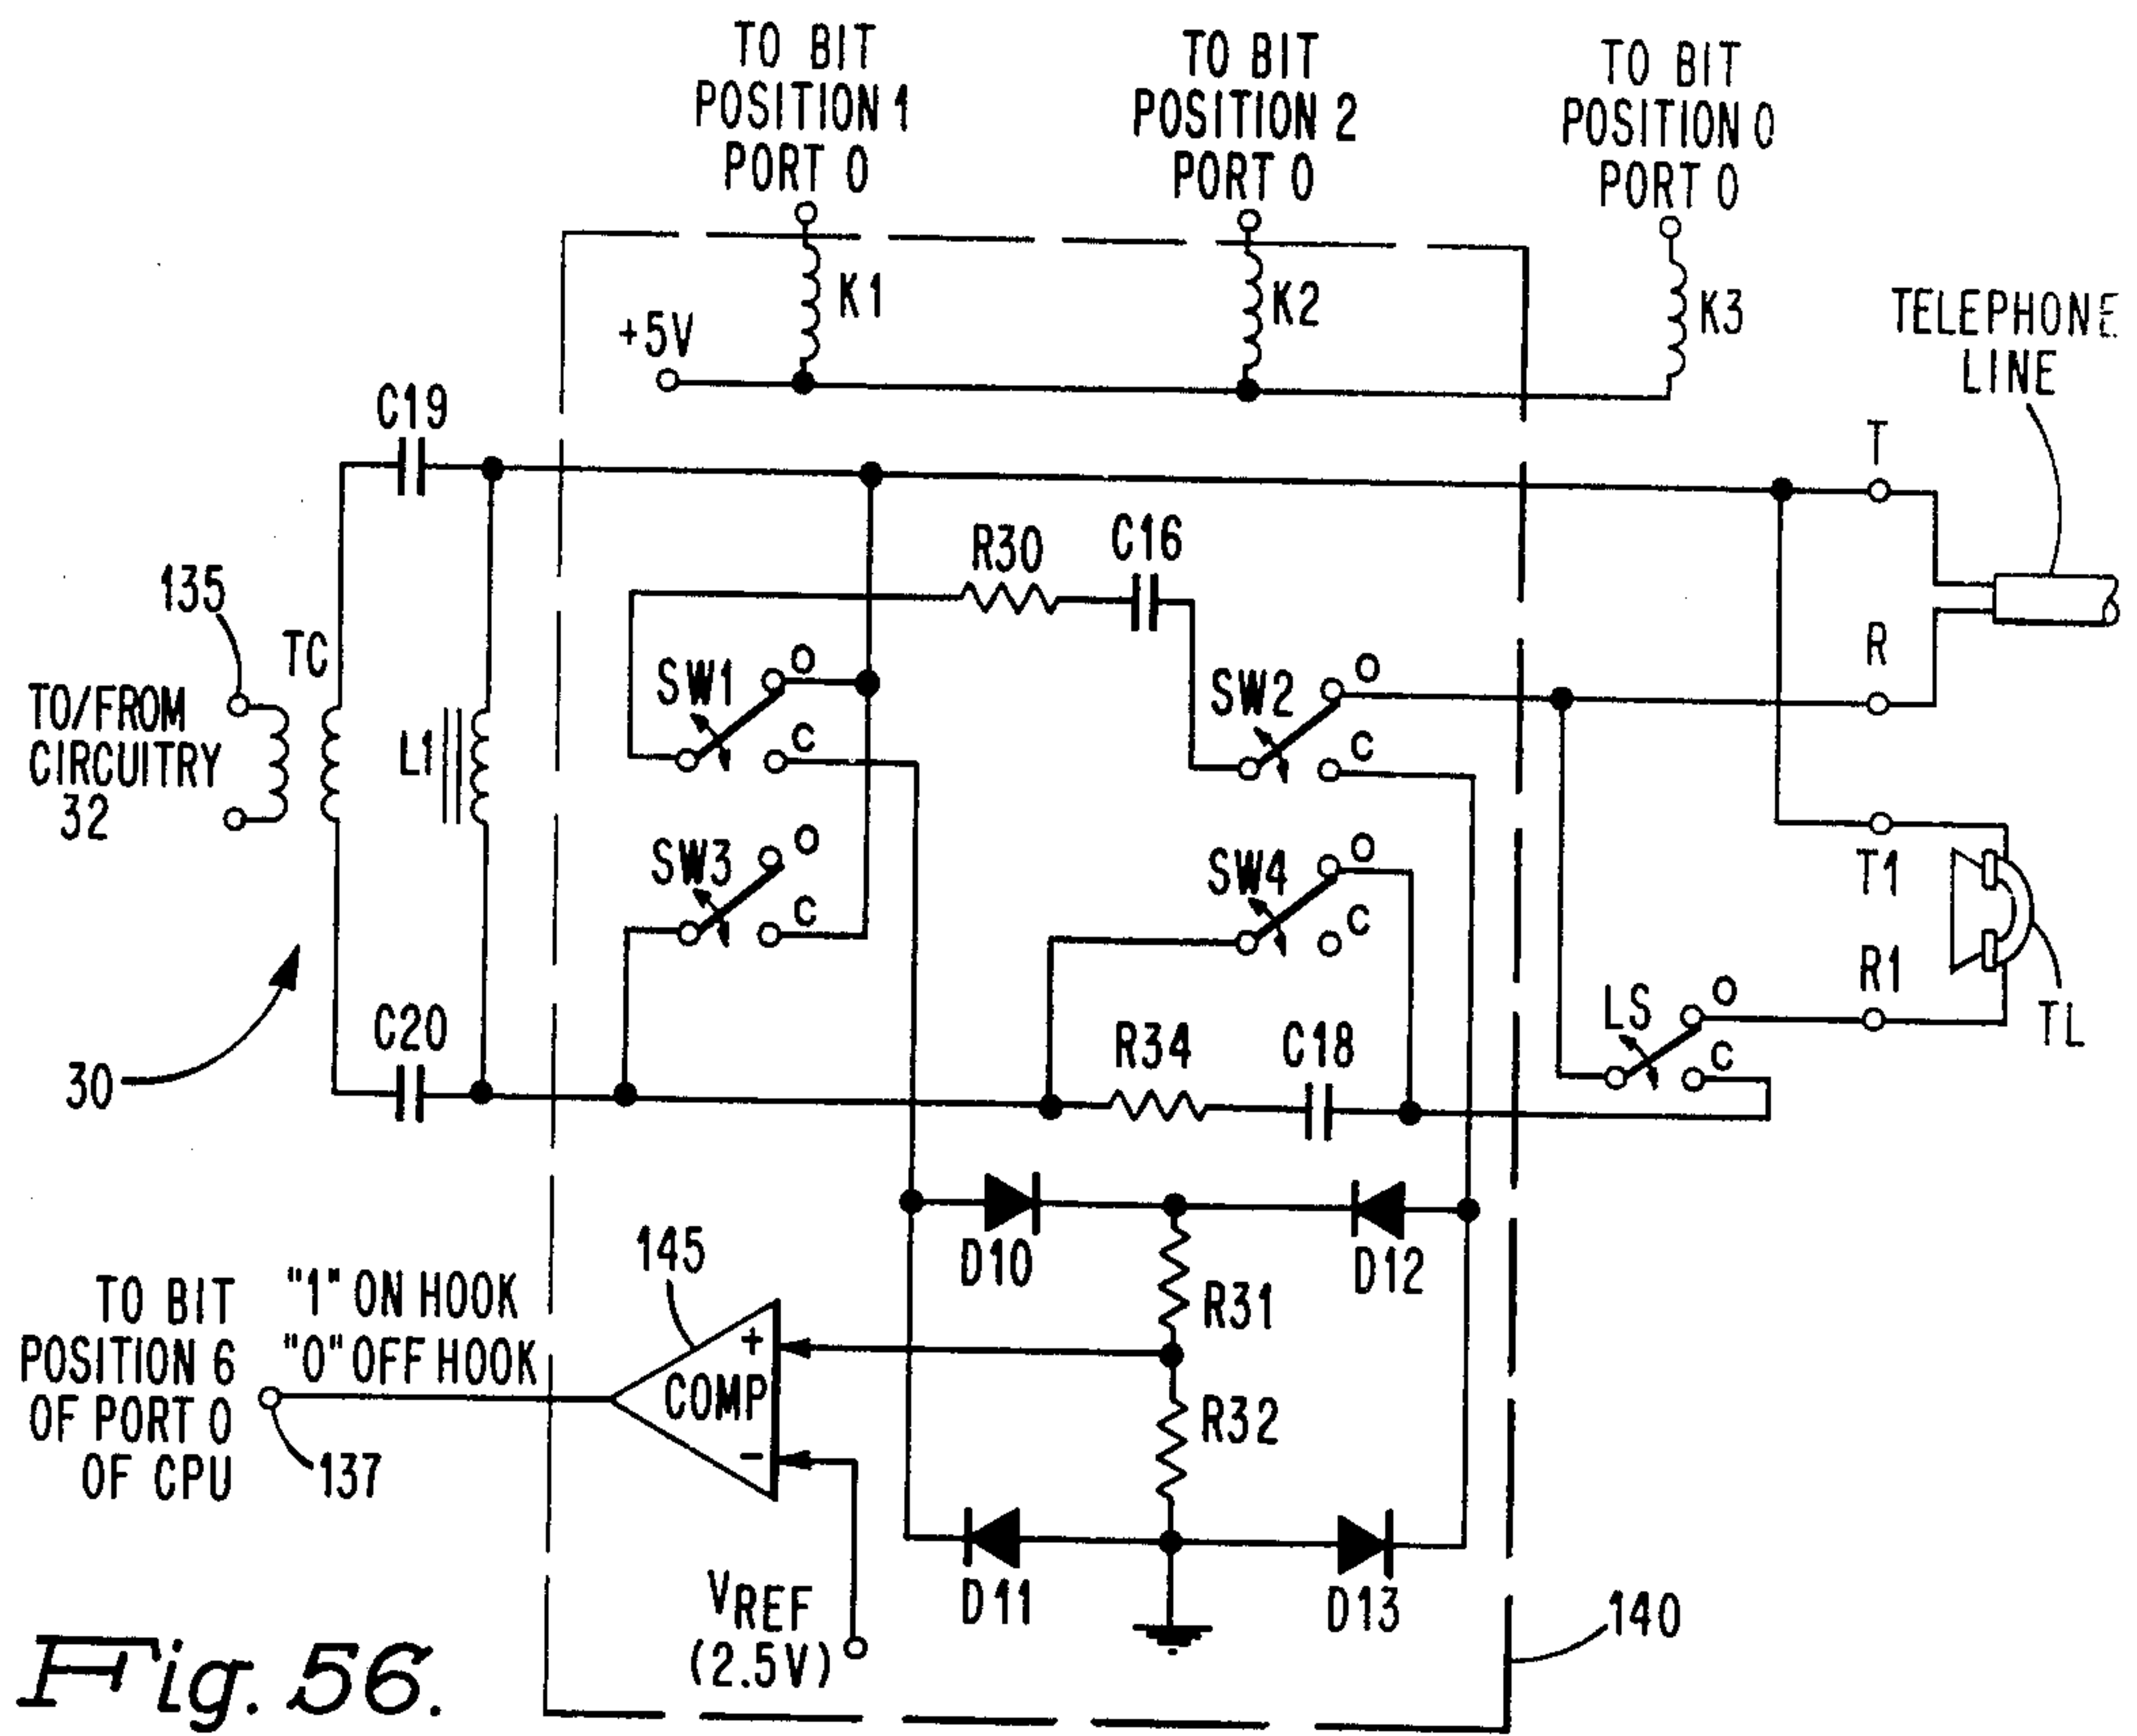 TO BIT
POSITION 1
PORT 0
TO BIT
POSITION 2
PORT 0
TO BIT
POSITION 0
PORT 0
K1
K2
K3
+5V
TELEPHONE
LINE
C19
T
R30
C16
135
TC
R
SW1
O
C
SW2
O
C
TO/FROM
CIRCUITRY
32
L1
SW3
O
C
SW4
O
C
T1
R1
LS
O
C
TL
C20
R34
C18
30
D10
D12
145
R31
TO BIT
POSITION 6
OF PORT 0
OF CPU
"1" ON HOOK
"0" OFF HOOK
+
COMP
-
R32
137
D11
D13
VREF
(2.5V)
140
Fig. 56.